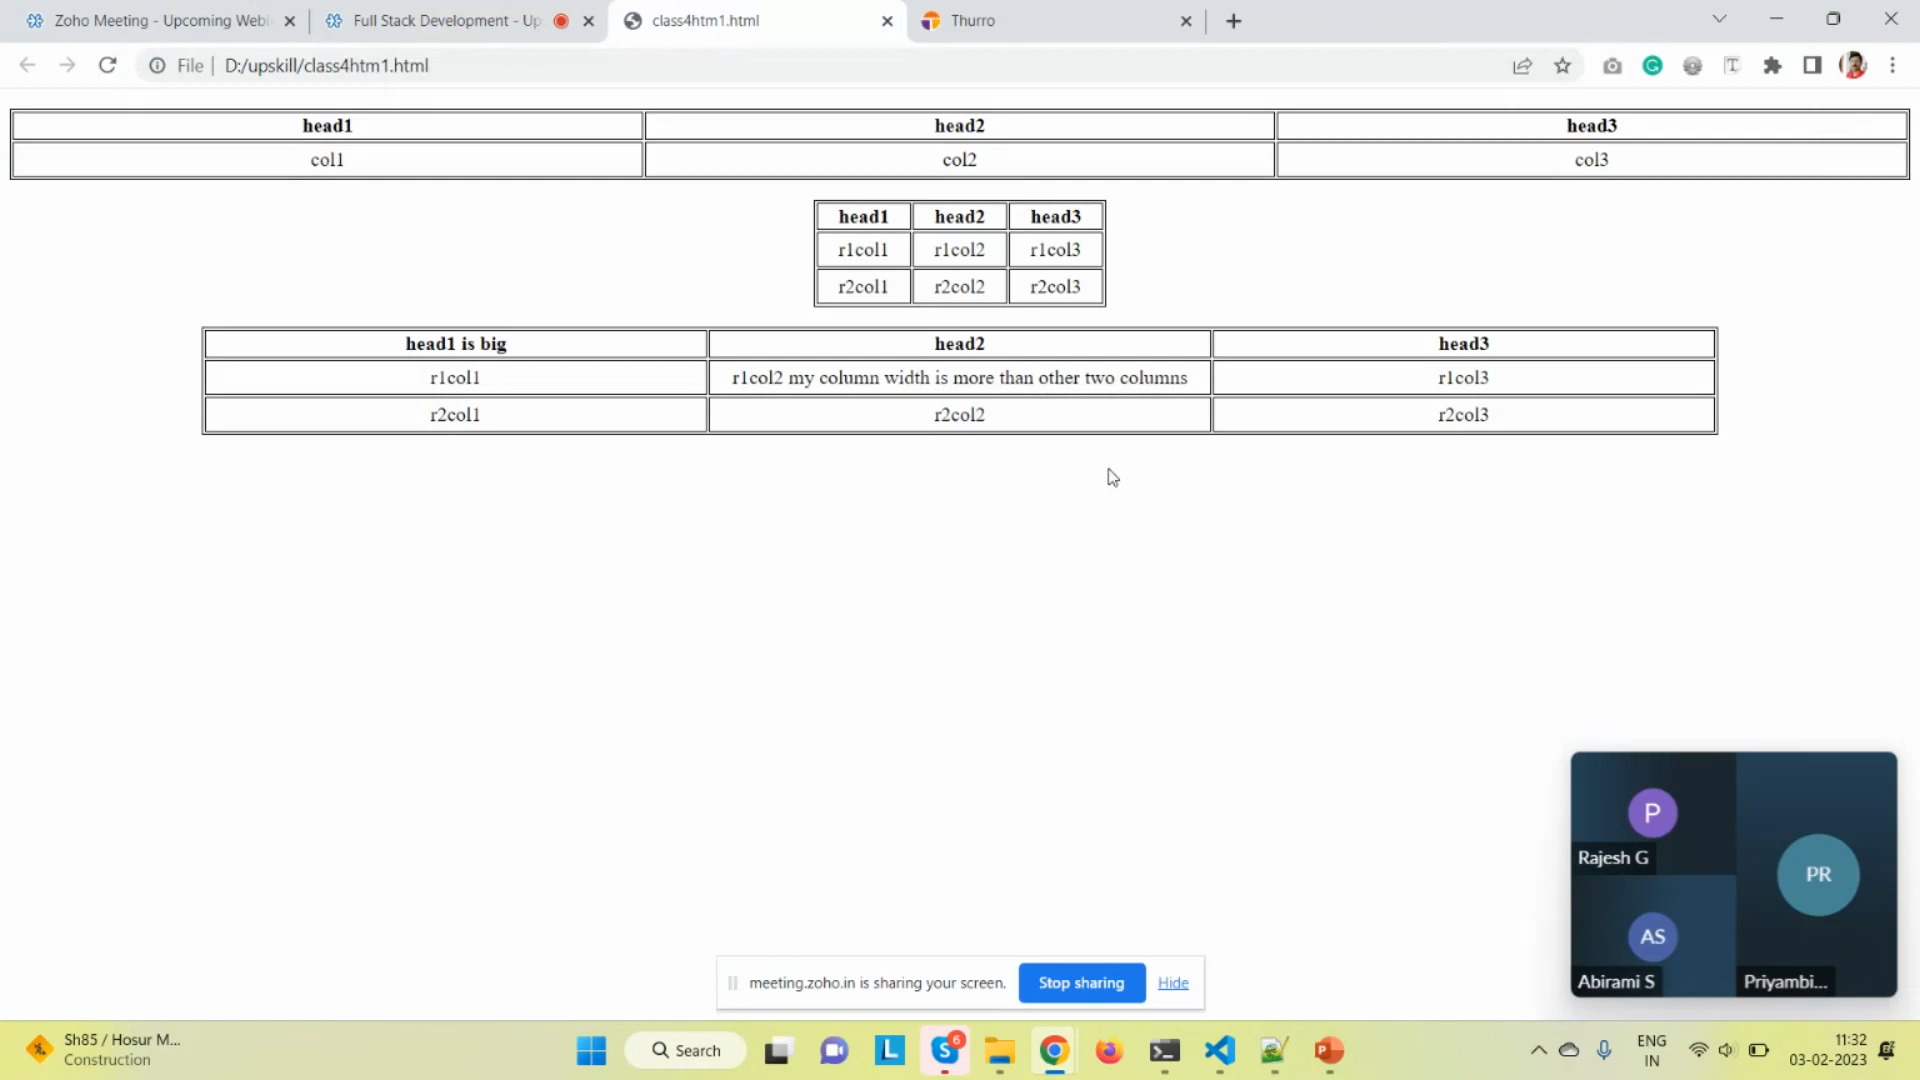 Zoho Meeting - Upcoming Webi
Full Stack Development - Up
class4htm1.html
Thurro
File | D:/upskill/class4htm1.html
head1 head2 head3
col1 col2 col3
head1 head2 head3
r1col1 r1col2 r1col3
r2col1 r2col2 r2col3
head1 is big head2 head3
r1col1 r1col2 my column width is more than other two columns r1col3
r2col1 r2col2 r2col3
P
Rajesh G
PR
AS
Abirami S
Priyambi...
meeting.zoho.in is sharing your screen. Stop sharing Hide
Sh85 / Hosur M...
Construction
Search
6
ENG
IN
11:32
03-02-2023